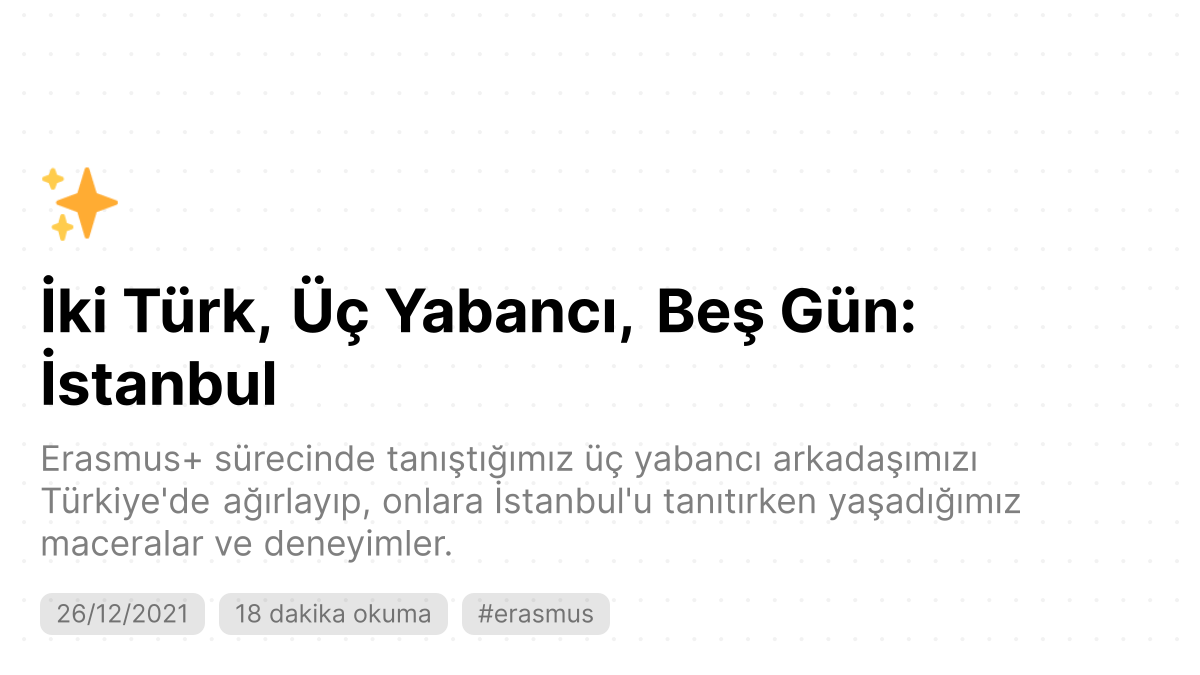 İki Türk, Üç Yabancı, Beş Gün:
İstanbul
Erasmus+ sürecinde tanıştığımız üç yabancı arkadaşımızı
Türkiye'de ağırlayıp, onlara İstanbul'u tanıtırken yaşadığımız
maceralar ve deneyimler.
26/12/2021 18 dakika okuma #erasmus